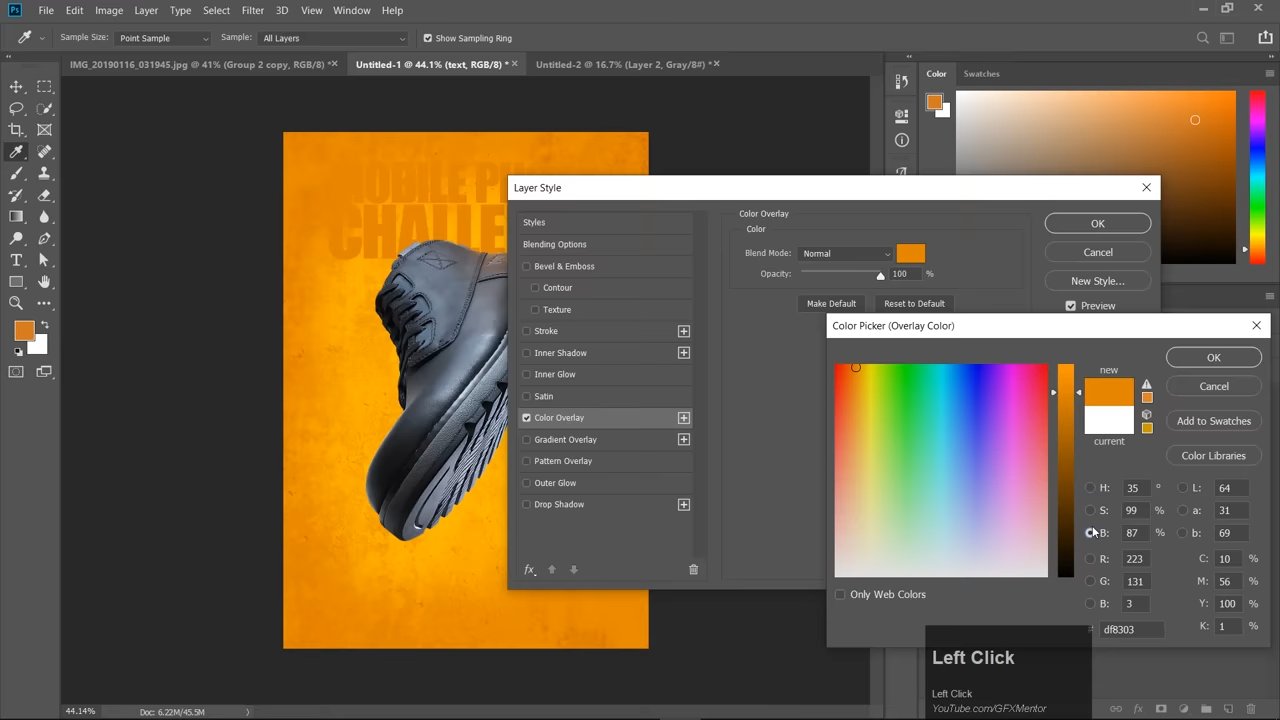 Ps File Edit Image Layer Type Select Filter 3D View Window Help
Sample Size: Point Sample Sample: All Layers Show Sampling Ring
IMG_20190116_031945.jpg @ 41% (Group 2 copy, RGB/8) * × Untitled-1 @ 44.1% (text, RGB/8) * × Untitled-2 @ 16.7% (Layer 2, Gray/8#) * ×
Color Swatches
MOBILE
CHALLE
Layer Style
Styles
Blending Options
Bevel & Emboss
Contour
Texture
Stroke
Inner Shadow
Inner Glow
Satin
Color Overlay
Gradient Overlay
Pattern Overlay
Outer Glow
Drop Shadow
fx
Color Overlay
Color
Blend Mode: Normal
Opacity: 100 %
Make Default Reset to Default
OK
Cancel
New Style...
Preview
Color Picker (Overlay Color)
new
current
OK
Cancel
Add to Swatches
Color Libraries
H: 35 ° L: 64
S: 99 % a: 31
B: 87 % b: 69
R: 223 C: 10 %
G: 131 M: 56 %
B: 3 Y: 100 %
# df8303 K: 1 %
Only Web Colors
Left Click
Left Click
YouTube.com/GFXMentor
44.14% Doc: 6.22M/45.5M